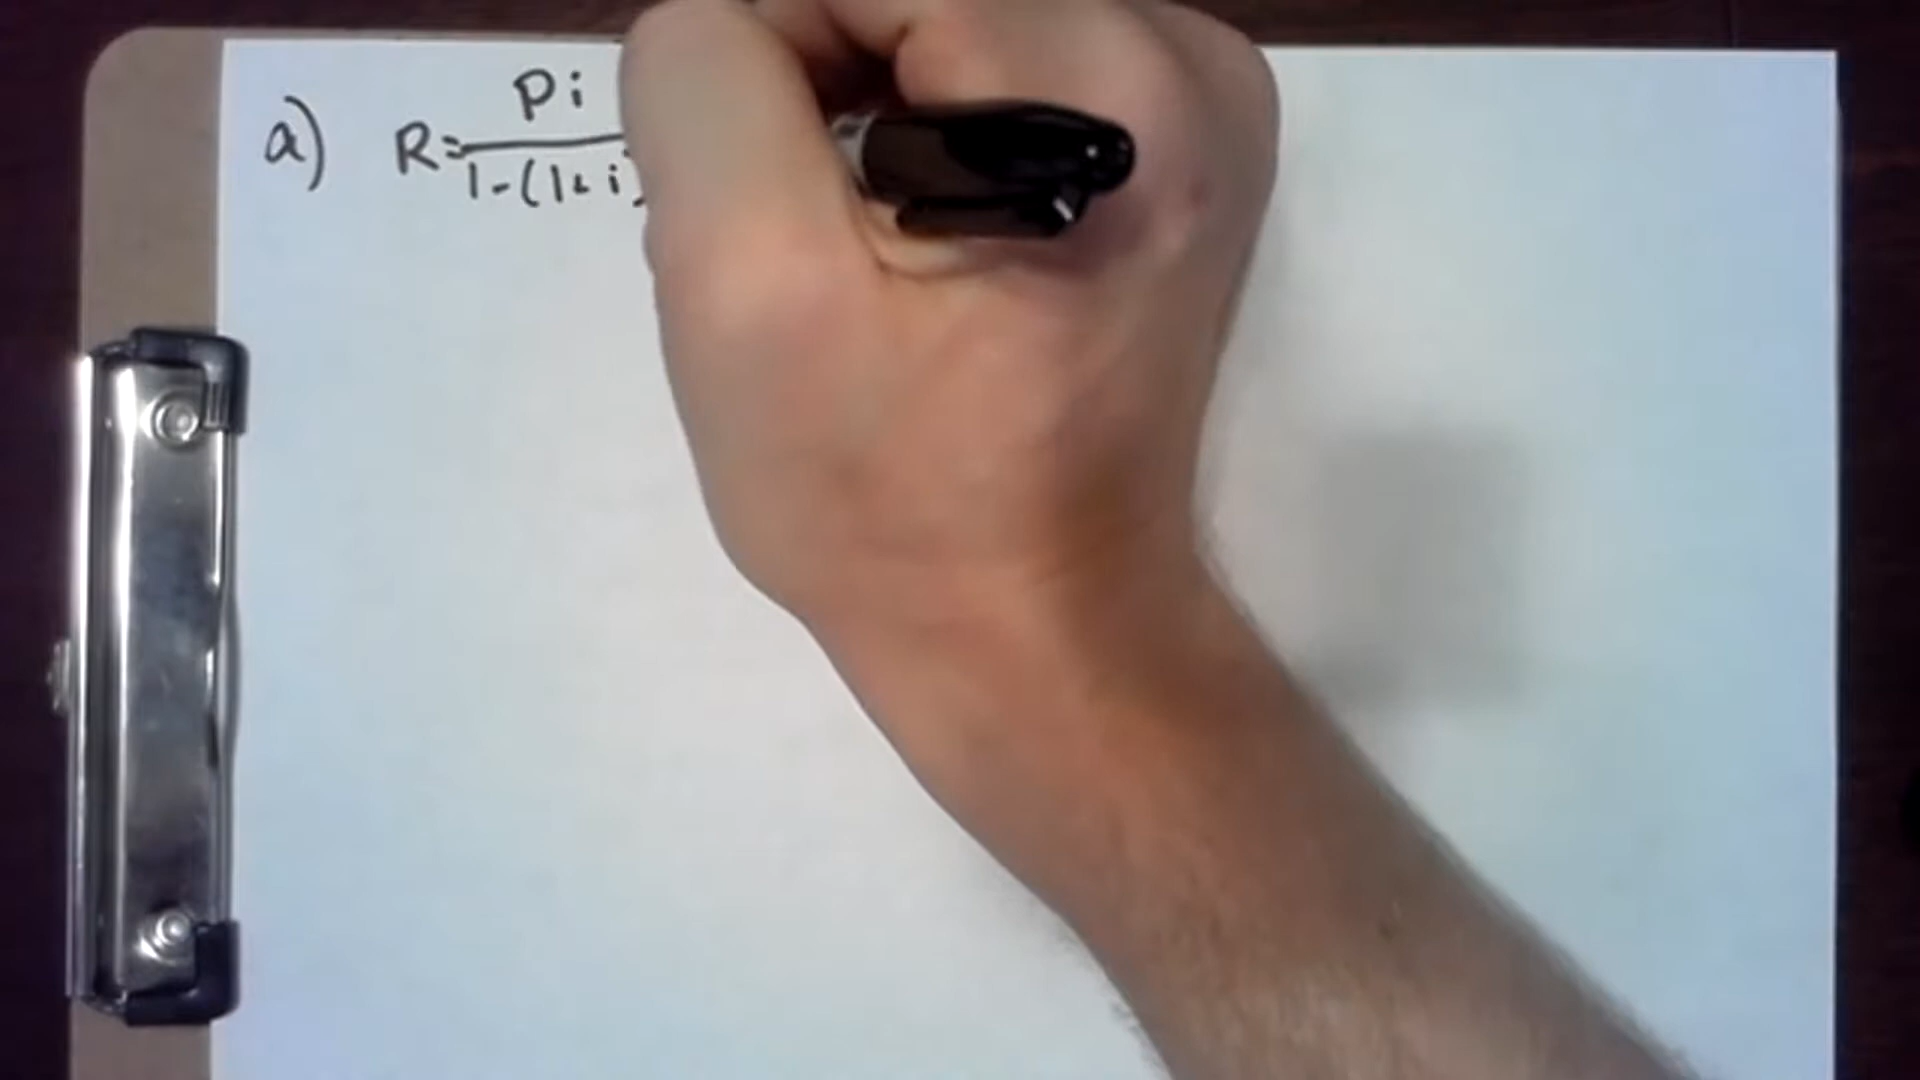 a) R = Pi / 1-(1+i)